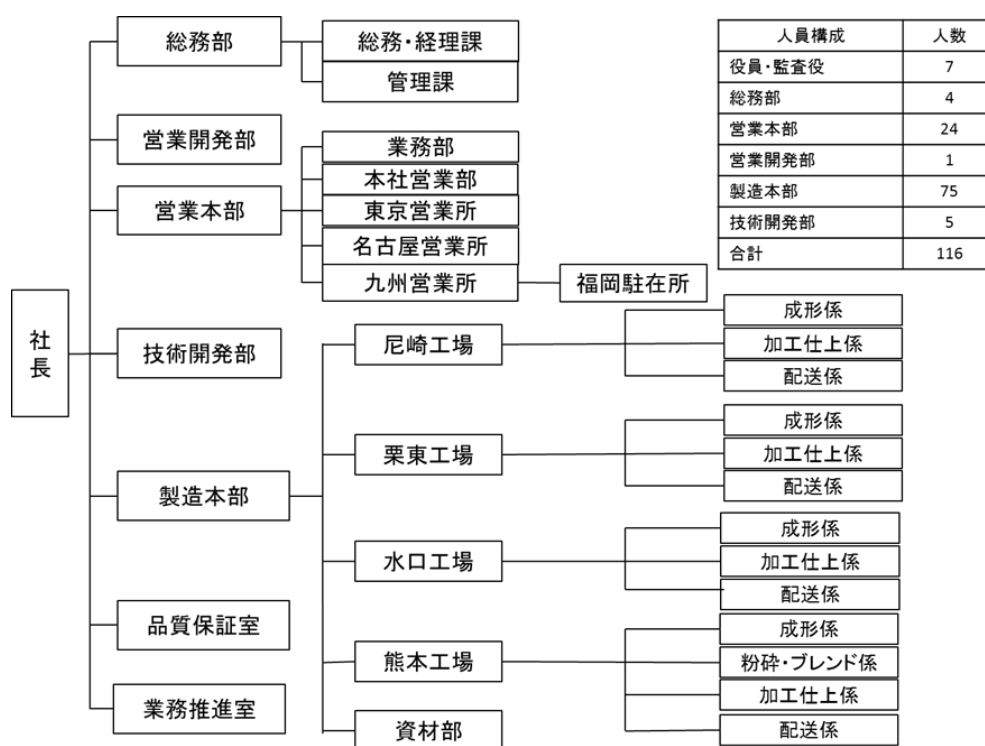 総務部
総務・経理課
管理課
営業開発部
営業本部
業務部
本社営業部
東京営業所
名古屋営業所
九州営業所
福岡駐在所
人員構成 人数
役員・監査役 7
総務部 4
営業本部 24
営業開発部 1
製造本部 75
技術開発部 5
合計 116
社長
技術開発部
製造本部
尼崎工場
成形係
加工仕上係
配送係
栗東工場
成形係
加工仕上係
配送係
水口工場
成形係
加工仕上係
配送係
熊本工場
成形係
粉砕・ブレンド係
加工仕上係
配送係
資材部
品質保証室
業務推進室